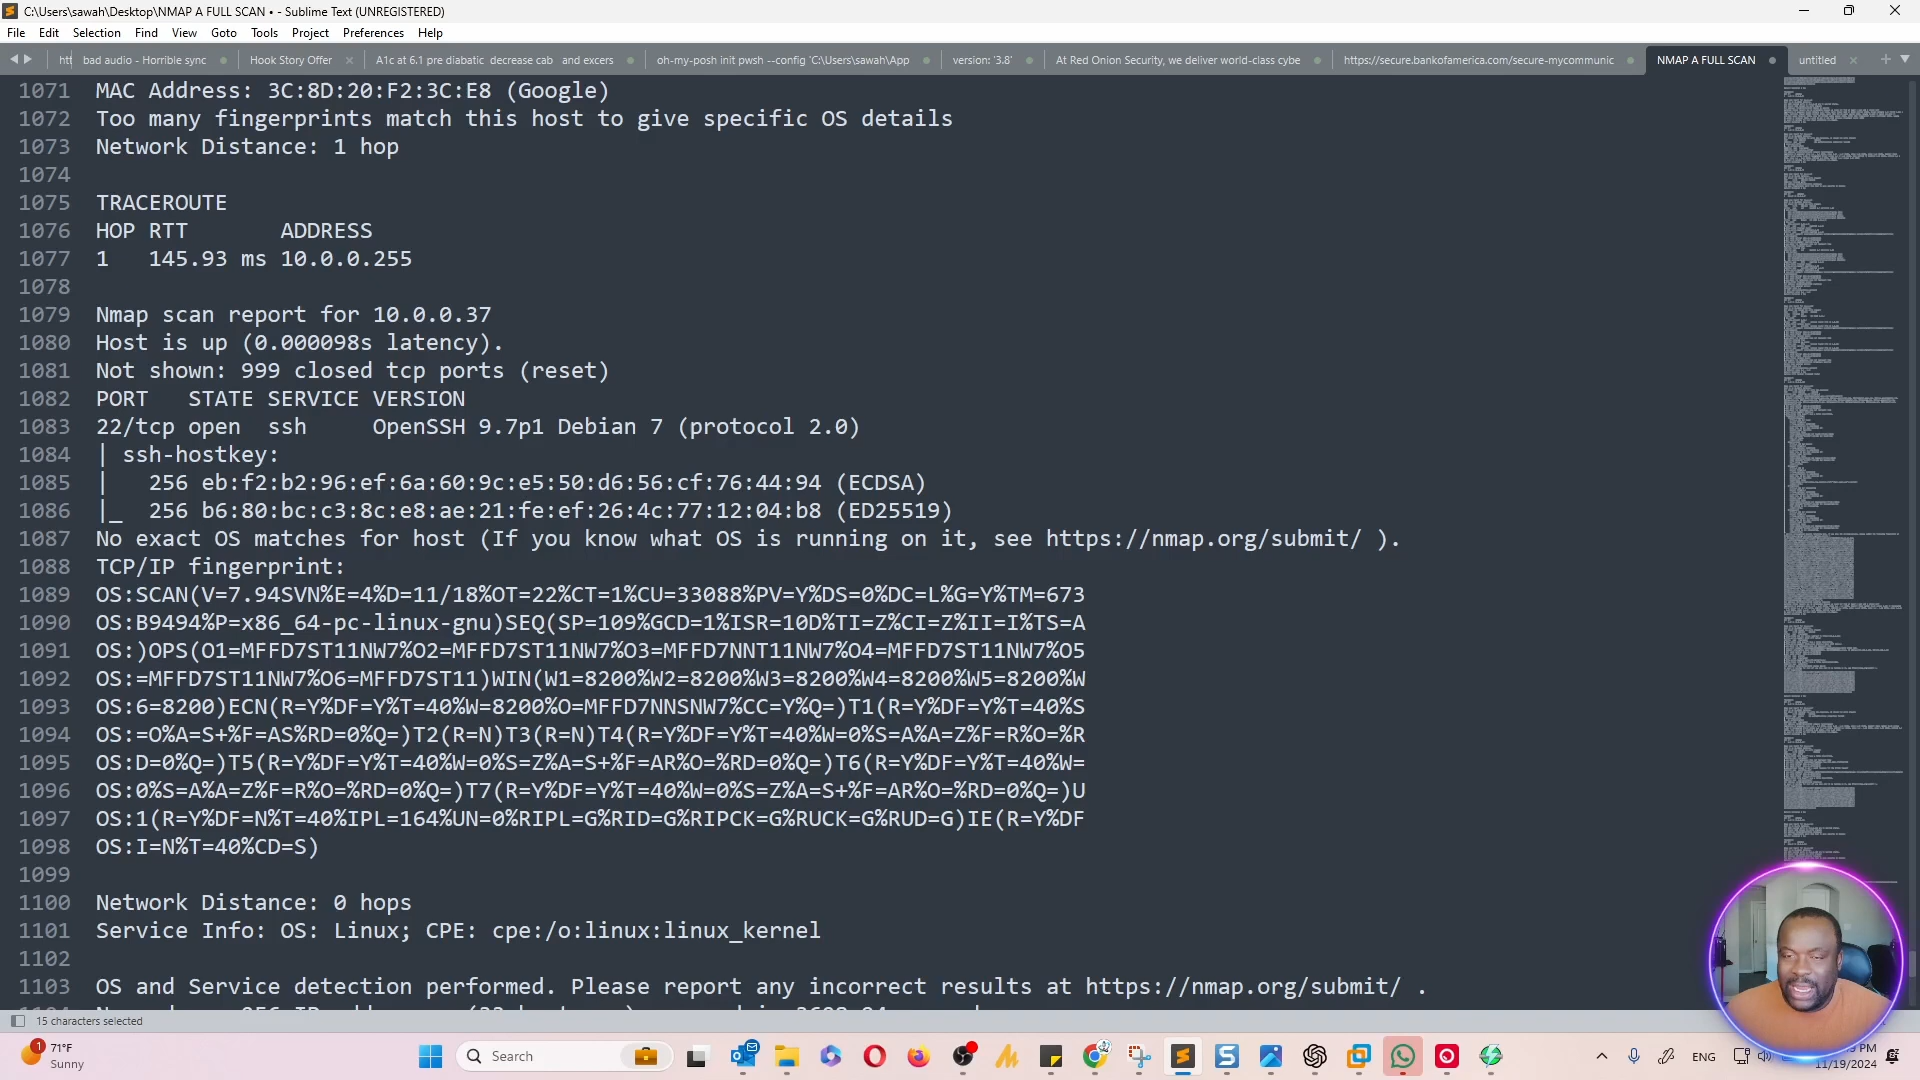 C:\Users\sawah\Desktop\NMAP A FULL SCAN • - Sublime Text (UNREGISTERED)
File Edit Selection Find View Goto Tools Project Preferences Help
htt bad audio - Horrible sync Hook Story Offer A1c at 6.1 pre diabatic decrease cab and excers oh-my-posh init pwsh --config 'C:\Users\sawah\App version: '3.8' At Red Onion Security, we deliver world-class cybe https://secure.bankofamerica.com/secure-mycommunic NMAP A FULL SCAN untitled
1071 MAC Address: 3C:8D:20:F2:3C:E8 (Google)
1072 Too many fingerprints match this host to give specific OS details
1073 Network Distance: 1 hop
1074
1075 TRACEROUTE
1076 HOP RTT ADDRESS
1077 1 145.93 ms 10.0.0.255
1078
1079 Nmap scan report for 10.0.0.37
1080 Host is up (0.000098s latency).
1081 Not shown: 999 closed tcp ports (reset)
1082 PORT STATE SERVICE VERSION
1083 22/tcp open ssh OpenSSH 9.7p1 Debian 7 (protocol 2.0)
1084 | ssh-hostkey:
1085 | 256 eb:f2:b2:96:ef:6a:60:9c:e5:50:d6:56:cf:76:44:94 (ECDSA)
1086 |_ 256 b6:80:bc:c3:8c:e8:ae:21:fe:ef:26:4c:77:12:04:b8 (ED25519)
1087 No exact OS matches for host (If you know what OS is running on it, see https://nmap.org/submit/ ).
1088 TCP/IP fingerprint:
1089 OS:SCAN(V=7.94SVN%E=4%D=11/18%OT=22%CT=1%CU=33088%PV=Y%DS=0%DC=L%G=Y%TM=673
1090 OS:B9494%P=x86_64-pc-linux-gnu)SEQ(SP=109%GCD=1%ISR=10D%TI=Z%CI=Z%II=I%TS=A
1091 OS:)OPS(O1=MFFD7ST11NW7%O2=MFFD7ST11NW7%O3=MFFD7NNT11NW7%O4=MFFD7ST11NW7%O5
1092 OS:=MFFD7ST11NW7%O6=MFFD7ST11)WIN(W1=8200%W2=8200%W3=8200%W4=8200%W5=8200%W
1093 OS:6=8200)ECN(R=Y%DF=Y%T=40%W=8200%O=MFFD7NNSNW7%CC=Y%Q=)T1(R=Y%DF=Y%T=40%S
1094 OS:=O%A=S+%F=AS%RD=0%Q=)T2(R=N)T3(R=N)T4(R=Y%DF=Y%T=40%W=0%S=A%A=Z%F=R%O=%R
1095 OS:D=0%Q=)T5(R=Y%DF=Y%T=40%W=0%S=Z%A=S+%F=AR%O=%RD=0%Q=)T6(R=Y%DF=Y%T=40%W=
1096 OS:0%S=A%A=Z%F=R%O=%RD=0%Q=)T7(R=Y%DF=Y%T=40%W=0%S=Z%A=S+%F=AR%O=%RD=0%Q=)U
1097 OS:1(R=Y%DF=N%T=40%IPL=164%UN=0%RIPL=G%RID=G%RIPCK=G%RUCK=G%RUD=G)IE(R=Y%DF
1098 OS:I=N%T=40%CD=S)
1099
1100 Network Distance: 0 hops
1101 Service Info: OS: Linux; CPE: cpe:/o:linux:linux_kernel
1102
1103 OS and Service detection performed. Please report any incorrect results at https://nmap.org/submit/ .
15 characters selected
1 71°F
Sunny
Search
ENG
PM
11/19/2024